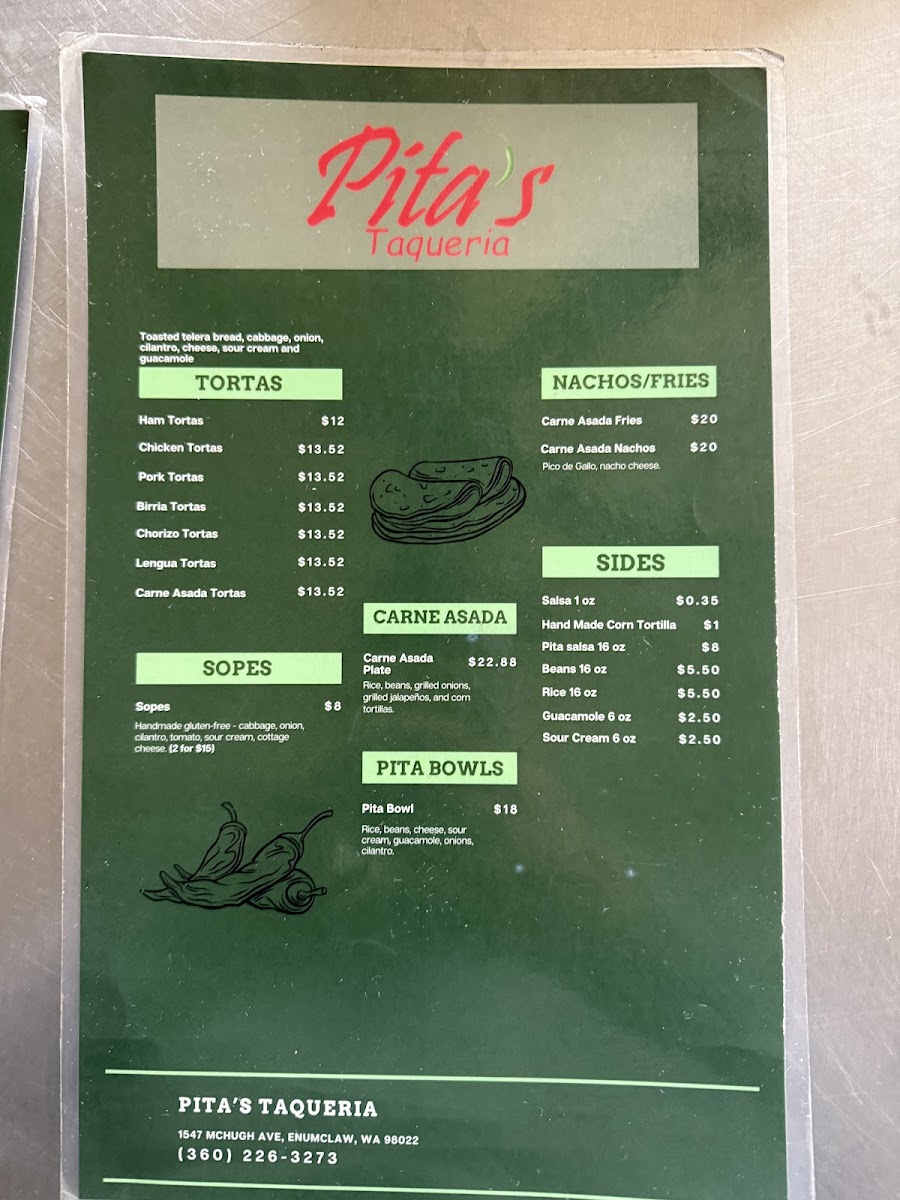 Pita's
Taqueria
Toasted telera bread, cabbage, onion,
cilantro, cheese, sour cream and
guacamole
TORTAS
Ham Tortas $12
Chicken Tortas $13.52
Pork Tortas $13.52
Birria Tortas $13.52
Chorizo Tortas $13.52
Lengua Tortas $13.52
Carne Asada Tortas $13.52
SOPES
Sopes $8
Handmade gluten-free - cabbage, onion,
cilantro, tomato, sour cream, cottage
cheese. (2 for $15)
CARNE ASADA
Carne Asada
Plate $22.88
Rice, beans, grilled onions,
grilled jalapeños, and corn
tortillas.
PITA BOWLS
Pita Bowl $18
Rice, beans, cheese, sour
cream, guacamole, onions,
cilantro.
NACHOS/FRIES
Carne Asada Fries $20
Carne Asada Nachos $20
Pico de Gallo, nacho cheese.
SIDES
Salsa 1 oz $0.35
Hand Made Corn Tortilla $1
Pita salsa 16 oz $8
Beans 16 oz $5.50
Rice 16 oz $5.50
Guacamole 6 oz $2.50
Sour Cream 6 oz $2.50
PITA'S TAQUERIA
1547 MCHUGH AVE, ENUMCLAW, WA 98022
(360) 226-3273